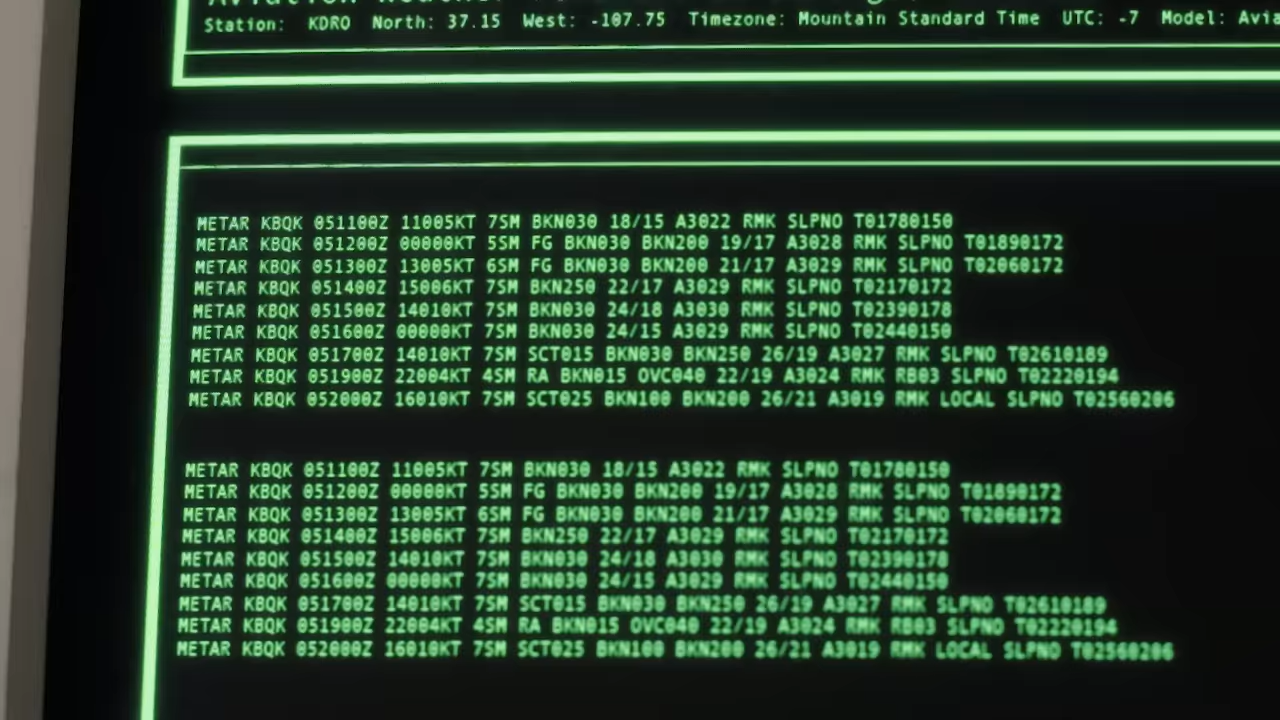 Station: KDRO North: 37.15 West: -107.75 Timezone: Mountain Standard Time UTC: -7 Model:
METAR KBQK 051100Z 11005KT 7SM BKN030 18/15 A3022 RMK SLPNO T01780150
METAR KBQK 051200Z 00000KT 5SM FG BKN030 BKN200 19/17 A3028 RMK SLPNO T01890172
METAR KBQK 051300Z 13005KT 6SM FG BKN030 BKN200 21/17 A3029 RMK SLPNO T02060172
METAR KBQK 051400Z 15006KT 7SM BKN250 22/17 A3029 RMK SLPNO T02170172
METAR KBQK 051500Z 14010KT 7SM BKN030 24/18 A3030 RMK SLPNO T02390178
METAR KBQK 051600Z 00000KT 7SM BKN030 24/15 A3029 RMK SLPNO T02440150
METAR KBQK 051700Z 14010KT 7SM SCT015 BKN030 BKN250 26/19 A3027 RMK SLPNO T02610189
METAR KBQK 051900Z 22004KT 4SM RA BKN015 OVC040 22/19 A3024 RMK RB03 SLPNO T02220194
METAR KBQK 052000Z 16010KT 7SM SCT025 BKN100 BKN200 26/21 A3019 RMK LOCAL SLPNO T02560206
METAR KBQK 051100Z 11005KT 7SM BKN030 18/15 A3022 RMK SLPNO T01780150
METAR KBQK 051200Z 00000KT 5SM FG BKN030 BKN200 19/17 A3028 RMK SLPNO T01890172
METAR KBQK 051300Z 13005KT 6SM FG BKN030 BKN200 21/17 A3029 RMK SLPNO T02060172
METAR KBQK 051400Z 15006KT 7SM BKN250 22/17 A3029 RMK SLPNO T02170172
METAR KBQK 051500Z 14010KT 7SM BKN030 24/18 A3030 RMK SLPNO T02390178
METAR KBQK 051600Z 00000KT 7SM BKN030 24/15 A3029 RMK SLPNO T02440150
METAR KBQK 051700Z 14010KT 7SM SCT015 BKN030 BKN250 26/19 A3027 RMK SLPNO T02610189
METAR KBQK 051900Z 22004KT 4SM RA BKN015 OVC040 22/19 A3024 RMK RB03 SLPNO T02220194
METAR KBQK 052000Z 16010KT 7SM SCT025 BKN100 BKN200 26/21 A3019 RMK LOCAL SLPNO T02560206